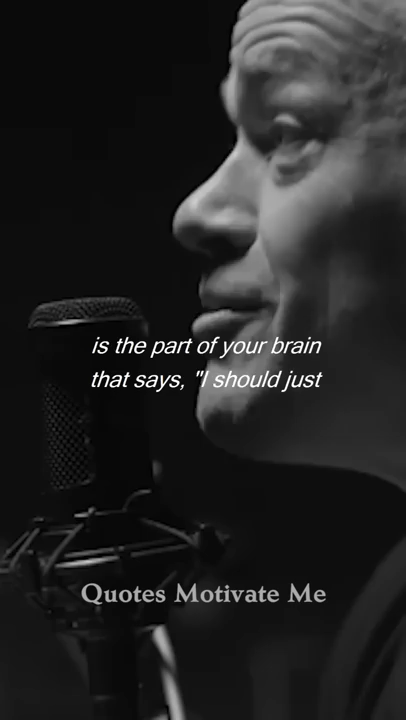 is the part of your brain
that says, "I should just
Quotes Motivate Me